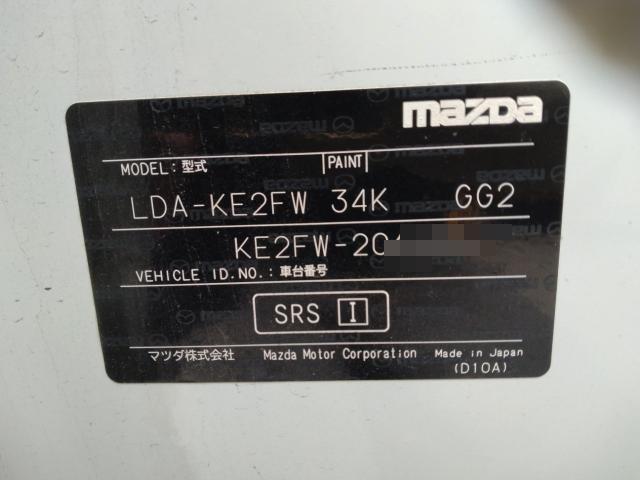 mazda
MODEL:型式 PAINT
LDA-KE2FW 34K GG2
KE2FW-20
VEHICLE ID.NO.:車台番号
SRS I
マツダ株式会社 Mazda Motor Corporation Made in Japan
(D10A)